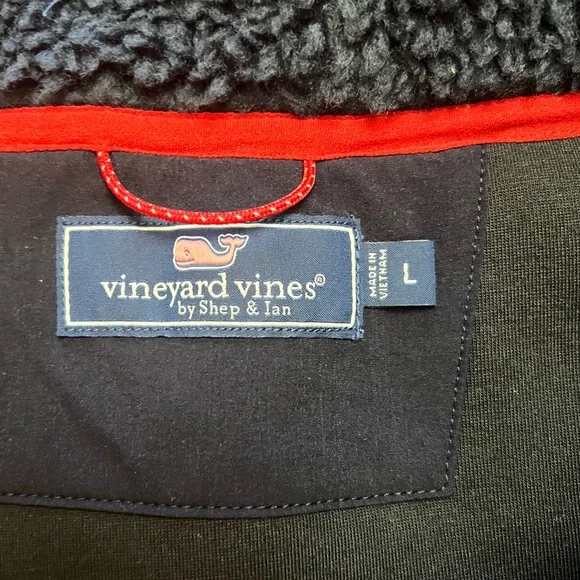 vineyard vines®
by Shep & Ian
MADE IN
VIETNAM
L